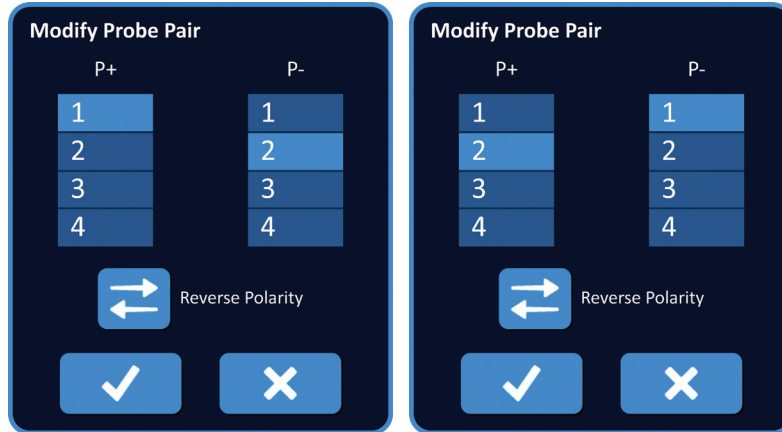 Modify Probe Pair
P+ P-
1 1
2 2
3 3
4 4
Reverse Polarity
Modify Probe Pair
P+ P-
1 1
2 2
3 3
4 4
Reverse Polarity